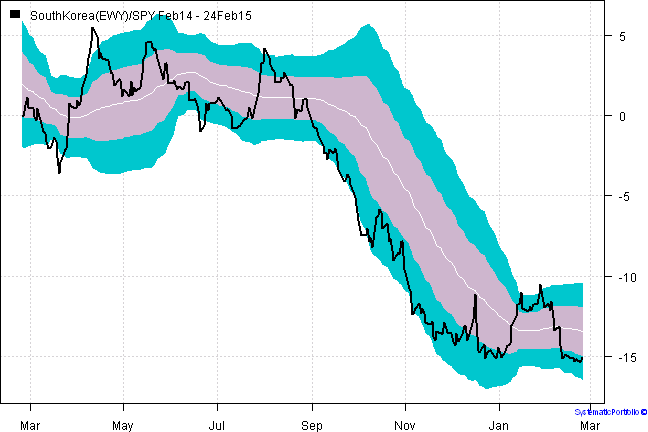 SouthKorea(EWY)/SPY Feb14 - 24Feb15
5
0
-5
-10
-15
Mar May Jul Sep Nov Jan Mar
SystematicPortfolio ©